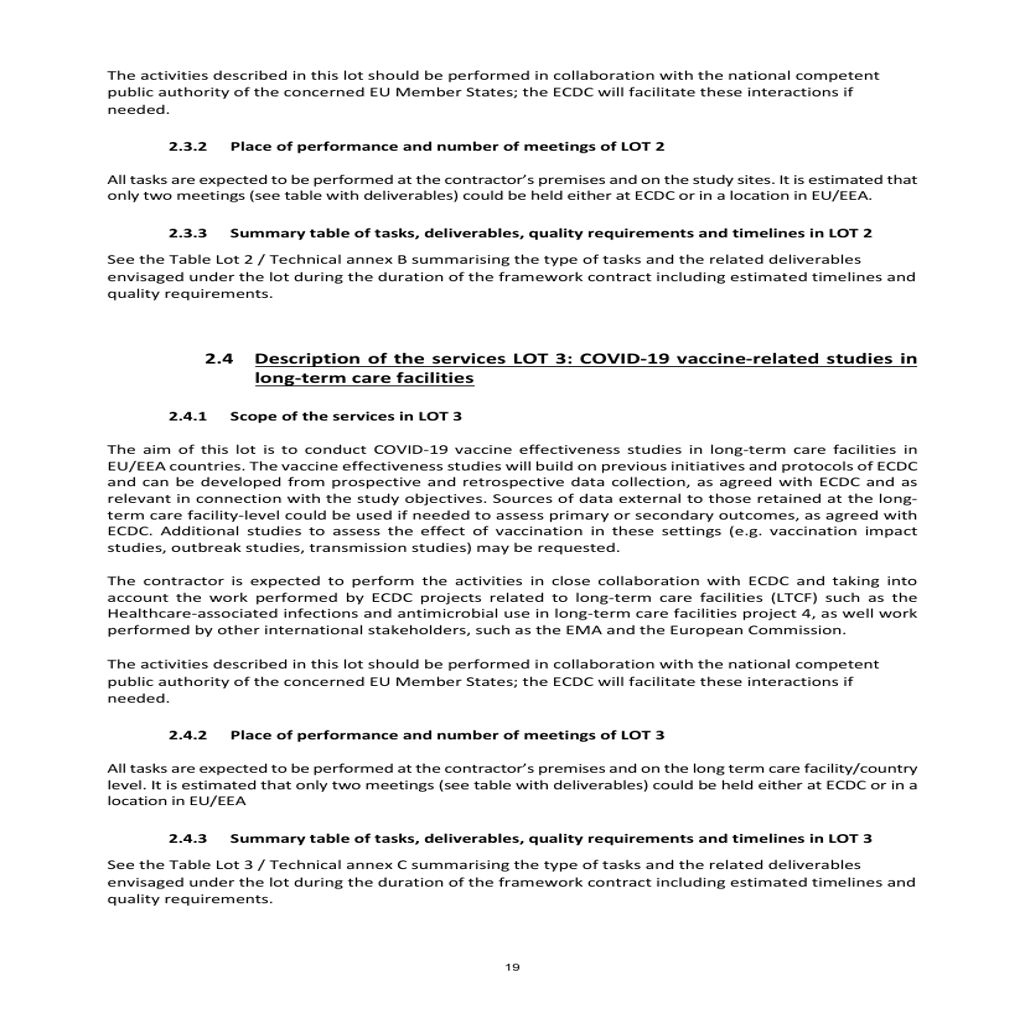 The activities described in this lot should be performed in collaboration with the national competent
public authority of the concerned EU Member States; the ECDC will facilitate these interactions if
needed.
2.3.2 Place of performance and number of meetings of LOT 2
All tasks are expected to be performed at the contractor’s premises and on the study sites. It is estimated that
only two meetings (see table with deliverables) could be held either at ECDC or in a location in EU/EEA.
2.3.3 Summary table of tasks, deliverables, quality requirements and timelines in LOT 2
See the Table Lot 2 / Technical annex B summarising the type of tasks and the related deliverables
envisaged under the lot during the duration of the framework contract including estimated timelines and
quality requirements.
2.4 Description of the services LOT 3: COVID-19 vaccine-related studies in
long-term care facilities
2.4.1 Scope of the services in LOT 3
The aim of this lot is to conduct COVID-19 vaccine effectiveness studies in long-term care facilities in
EU/EEA countries. The vaccine effectiveness studies will build on previous initiatives and protocols of ECDC
and can be developed from prospective and retrospective data collection, as agreed with ECDC and as
relevant in connection with the study objectives. Sources of data external to those retained at the long-
term care facility-level could be used if needed to assess primary or secondary outcomes, as agreed with
ECDC. Additional studies to assess the effect of vaccination in these settings (e.g. vaccination impact
studies, outbreak studies, transmission studies) may be requested.
The contractor is expected to perform the activities in close collaboration with ECDC and taking into
account the work performed by ECDC projects related to long-term care facilities (LTCF) such as the
Healthcare-associated infections and antimicrobial use in long-term care facilities project 4, as well work
performed by other international stakeholders, such as the EMA and the European Commission.
The activities described in this lot should be performed in collaboration with the national competent
public authority of the concerned EU Member States; the ECDC will facilitate these interactions if
needed.
2.4.2 Place of performance and number of meetings of LOT 3
All tasks are expected to be performed at the contractor’s premises and on the long term care facility/country
level. It is estimated that only two meetings (see table with deliverables) could be held either at ECDC or in a
location in EU/EEA
2.4.3 Summary table of tasks, deliverables, quality requirements and timelines in LOT 3
See the Table Lot 3 / Technical annex C summarising the type of tasks and the related deliverables
envisaged under the lot during the duration of the framework contract including estimated timelines and
quality requirements.
19